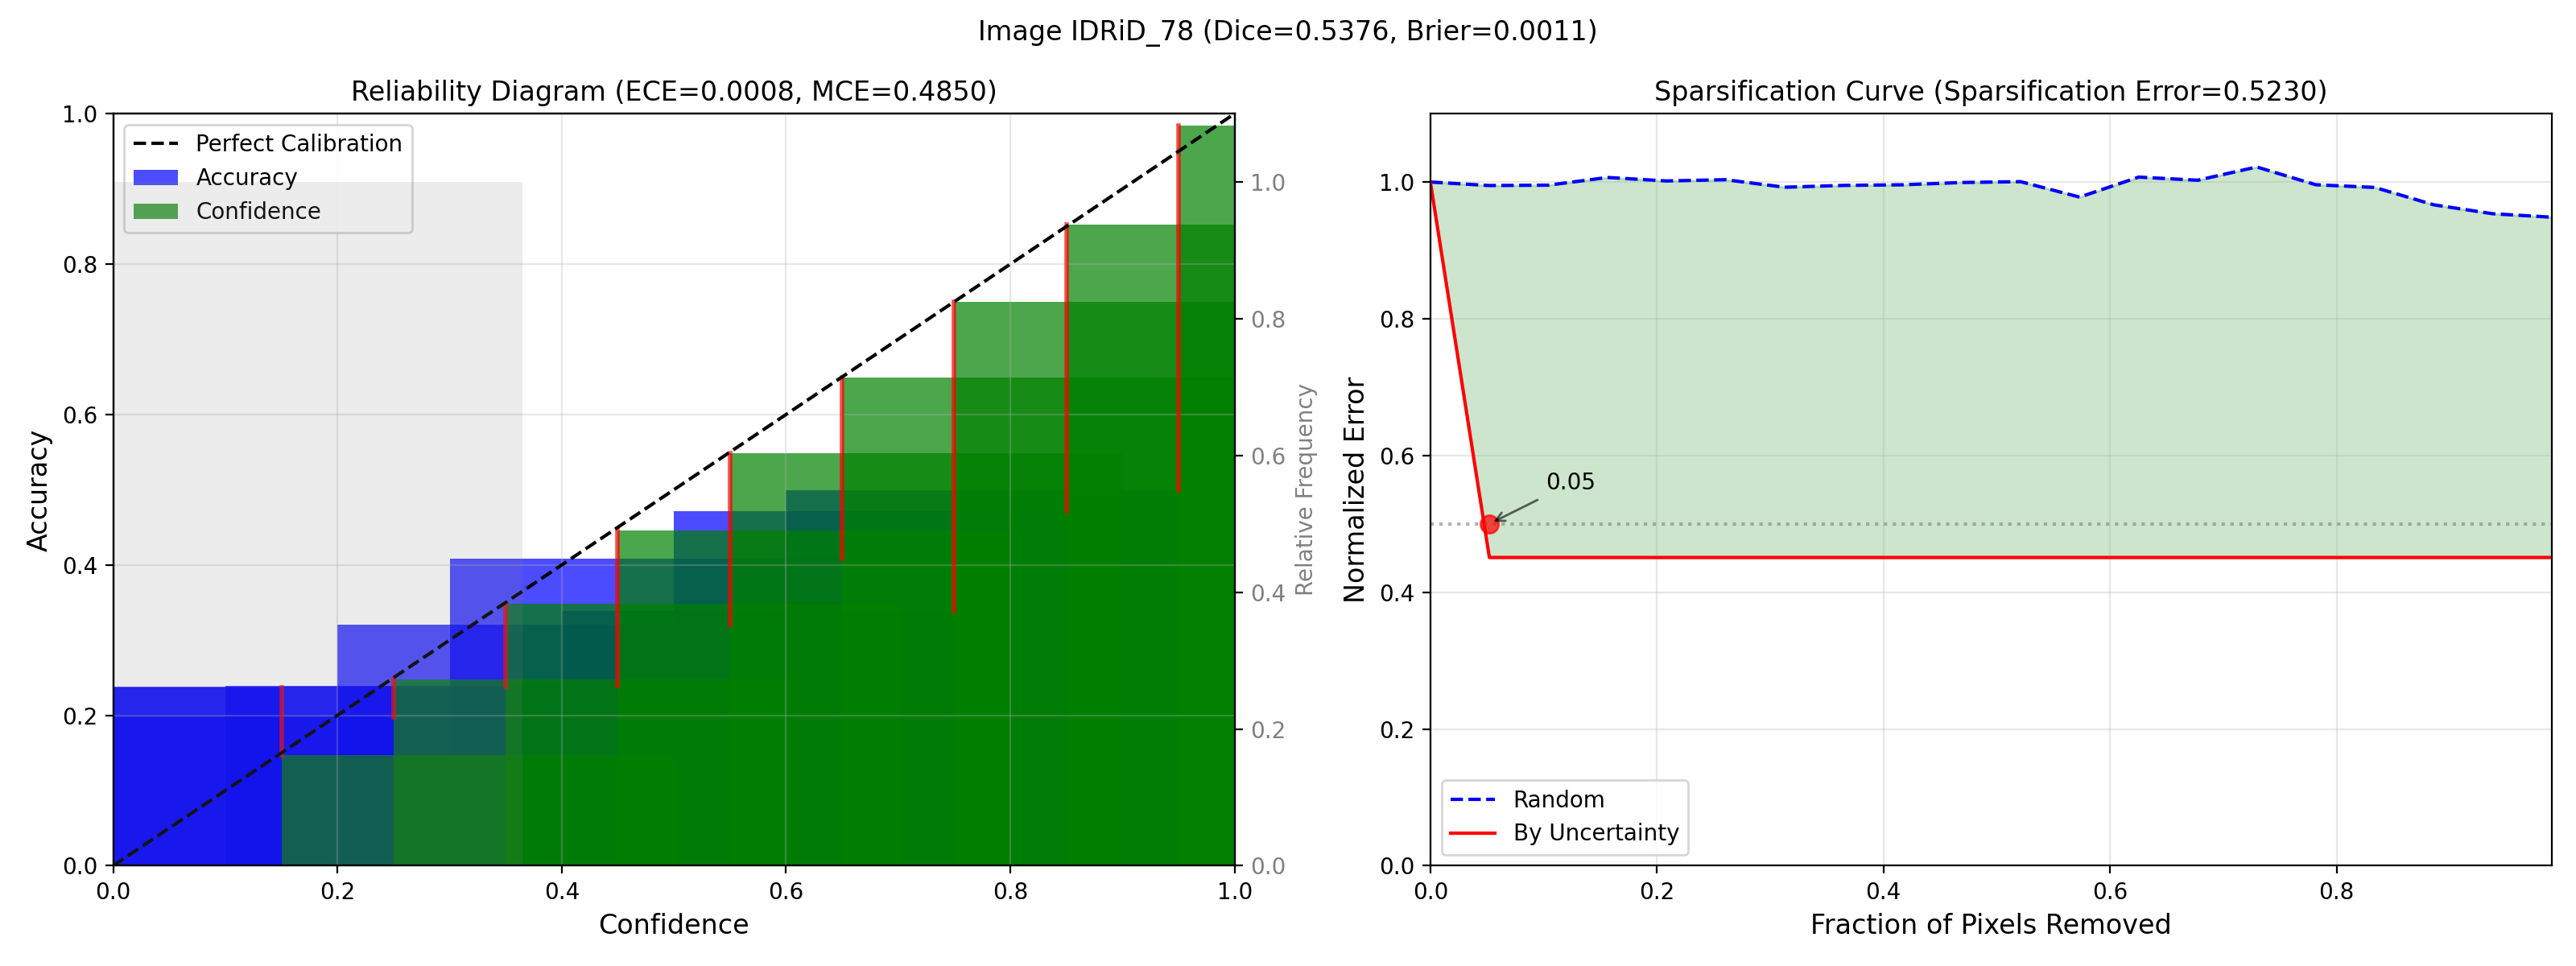 Image IDRiD_78 (Dice=0.5376, Brier=0.0011)
Reliability Diagram (ECE=0.0008, MCE=0.4850)
1.0
0.8
0.6
0.4
0.2
0.0
Accuracy
Perfect Calibration
Accuracy
Confidence
0.0
0.2
0.4
0.6
0.8
1.0
Confidence
1.0
0.8
0.6
0.4
0.2
0.0
Relative Frequency
Sparsification Curve (Sparsification Error=0.5230)
1.0
0.8
0.6
0.4
0.2
0.0
Normalized Error
0.05
Random
By Uncertainty
0.0
0.2
0.4
0.6
0.8
Fraction of Pixels Removed